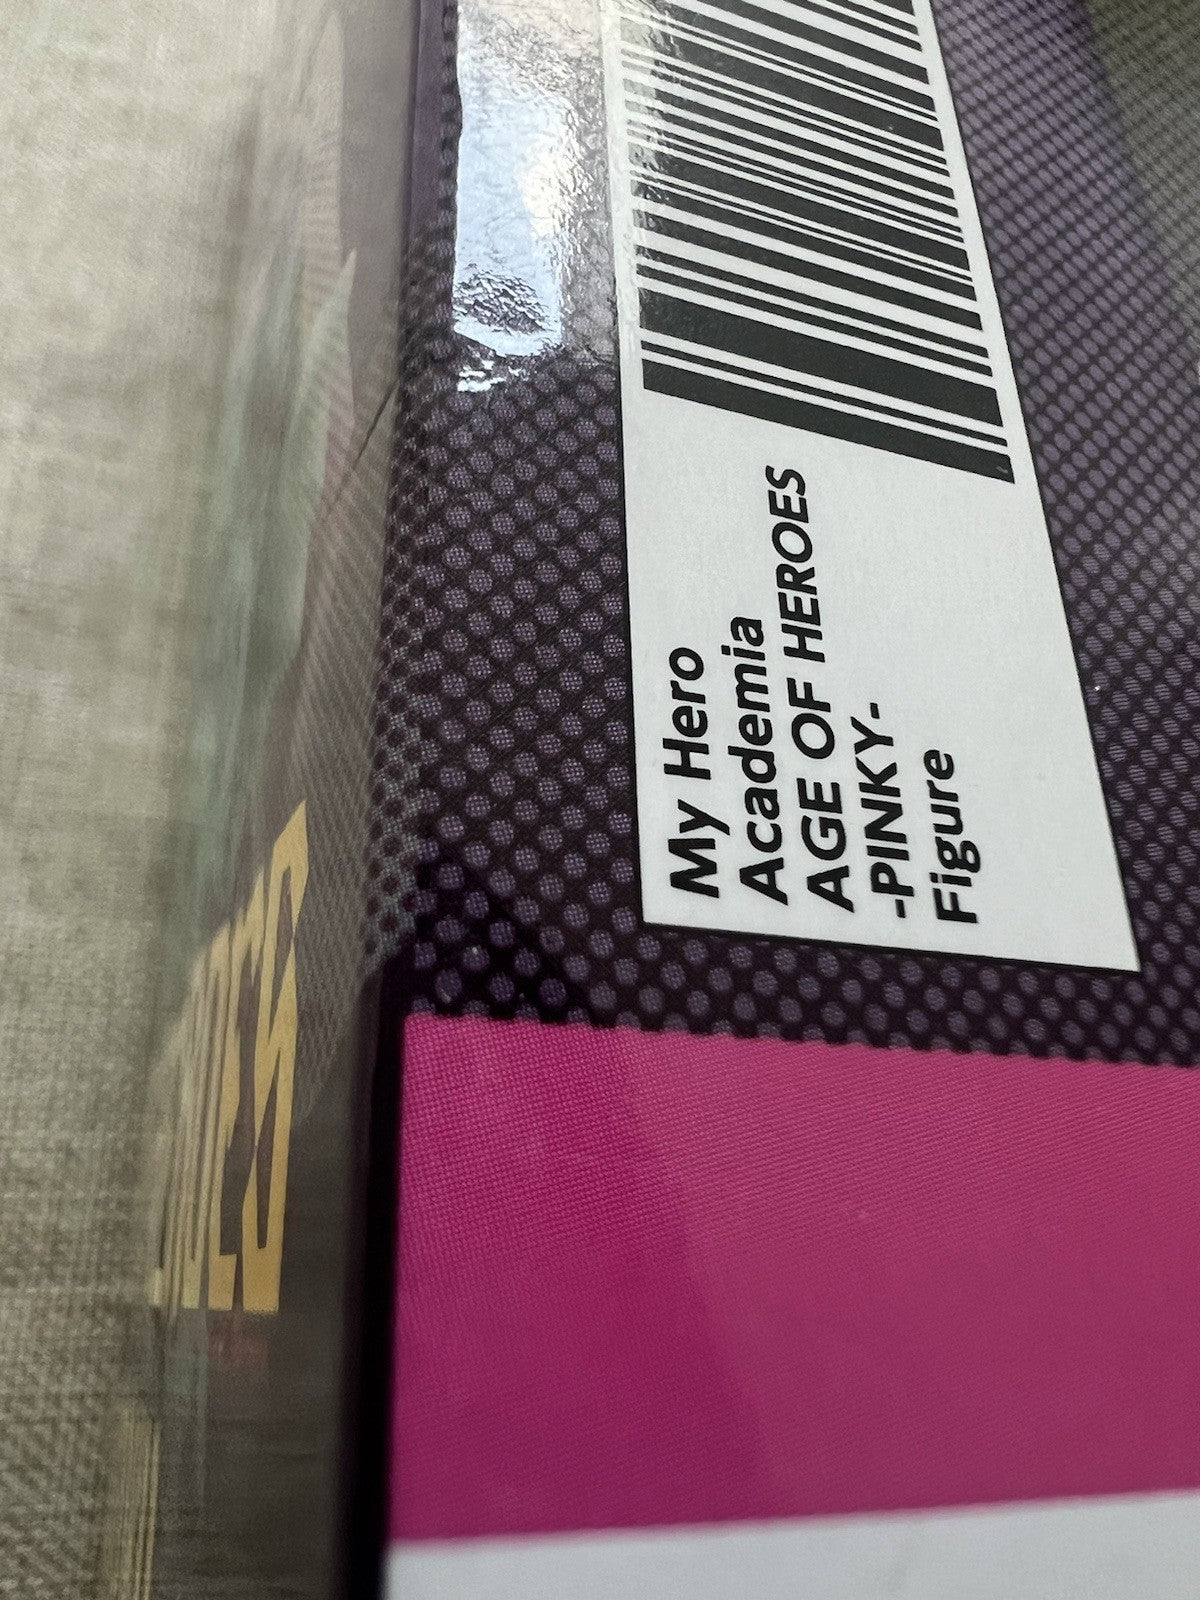 My Hero
Academia
AGE OF HEROES
-PINKY-
Figure